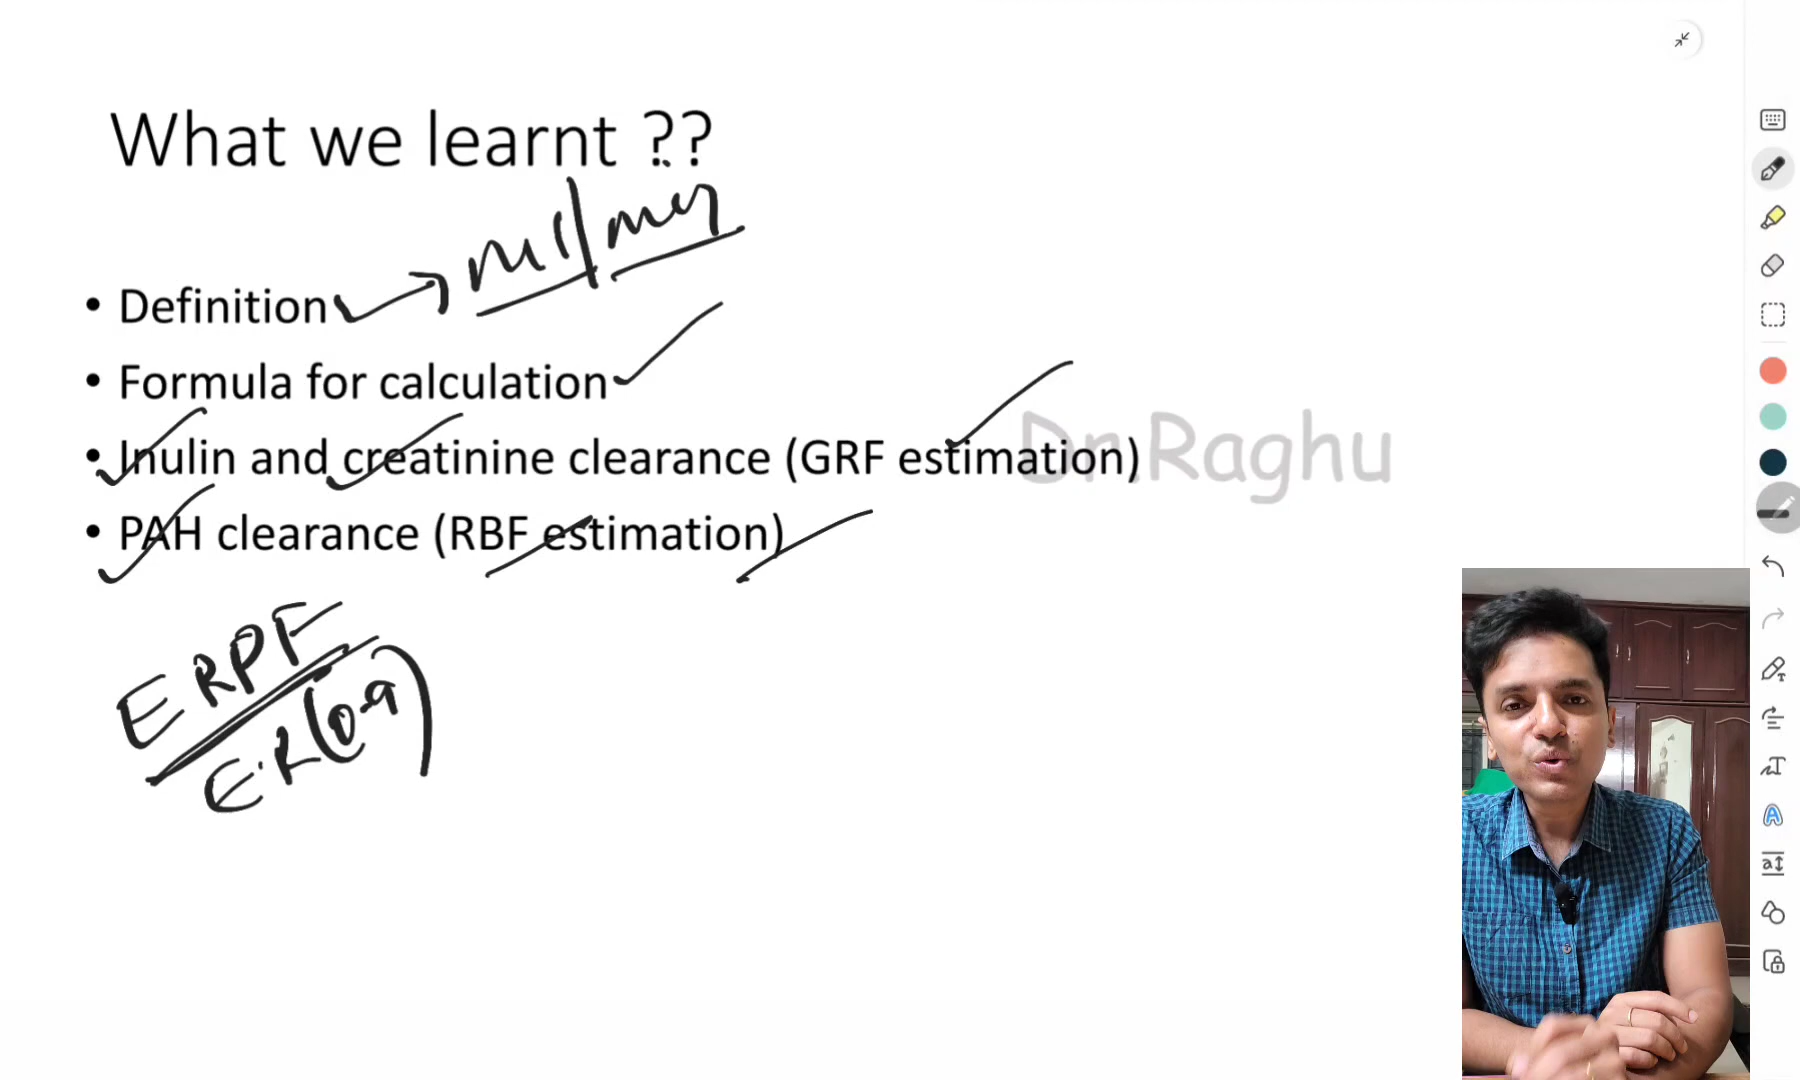 What we learnt ??
ml/min
• Definition
• Formula for calculation
• Inulin and creatinine clearance (GRF estimation)
Dr.Raghu
• PAH clearance (RBF estimation)
ERPF
E.R(0.9)